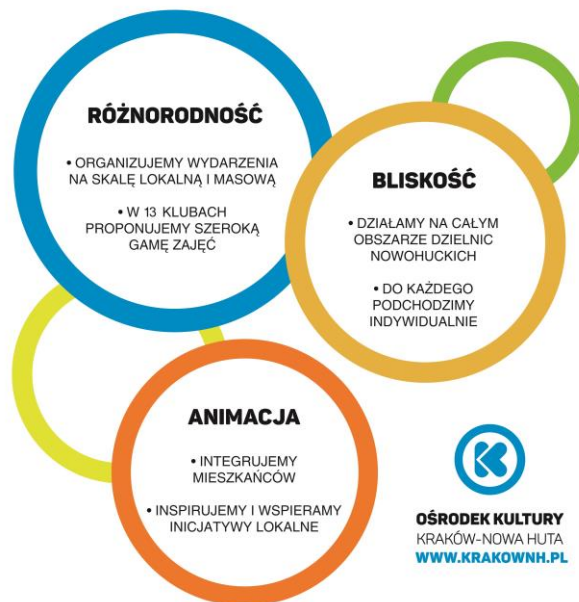 RÓŻNORODNOŚĆ
• ORGANIZUJEMY WYDARZENIA
NA SKALĘ LOKALNĄ I MASOWĄ
• W 13 KLUBACH
PROPONUJEMY SZEROKĄ
GAMĘ ZAJĘĆ
BLISKOŚĆ
• DZIAŁAMY NA CAŁYM
OBSZARZE DZIELNIC
NOWOHUCKICH
• DO KAŻDEGO
PODCHODZIMY
INDYWIDUALNIE
ANIMACJA
• INTEGRUJEMY
MIESZKAŃCÓW
• INSPIRUJEMY I WSPIERAMY
INICJATYWY LOKALNE
OŚRODEK KULTURY
KRAKÓW-NOWA HUTA
WWW.KRAKOWNH.PL